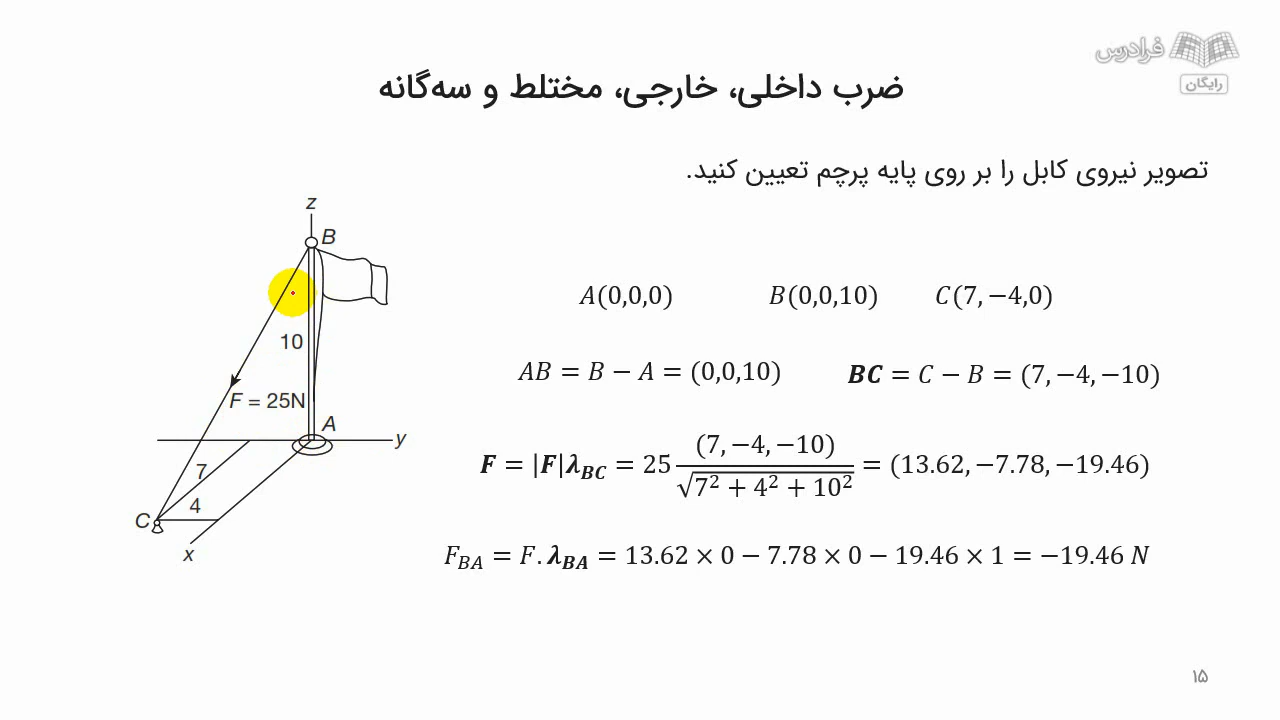 فرادرس
رایگان
ضرب داخلی، خارجی، مختلط و سه‌گانه
تصویر نیروی کابل را بر روی پایه پرچم تعیین کنید.
z
B
10
F = 25N
A
y
7
4
C
x
A(0,0,0) B(0,0,10) C(7,−4,0)
AB = B − A = (0,0,10) BC = C − B = (7,−4,−10)
F = |F|λ_BC = 25 (7,−4,−10) / √(7² + 4² + 10²) = (13.62,−7.78,−19.46)
F_BA = F.λ_BA = 13.62 × 0 − 7.78 × 0 − 19.46 × 1 = −19.46 N
۱۵